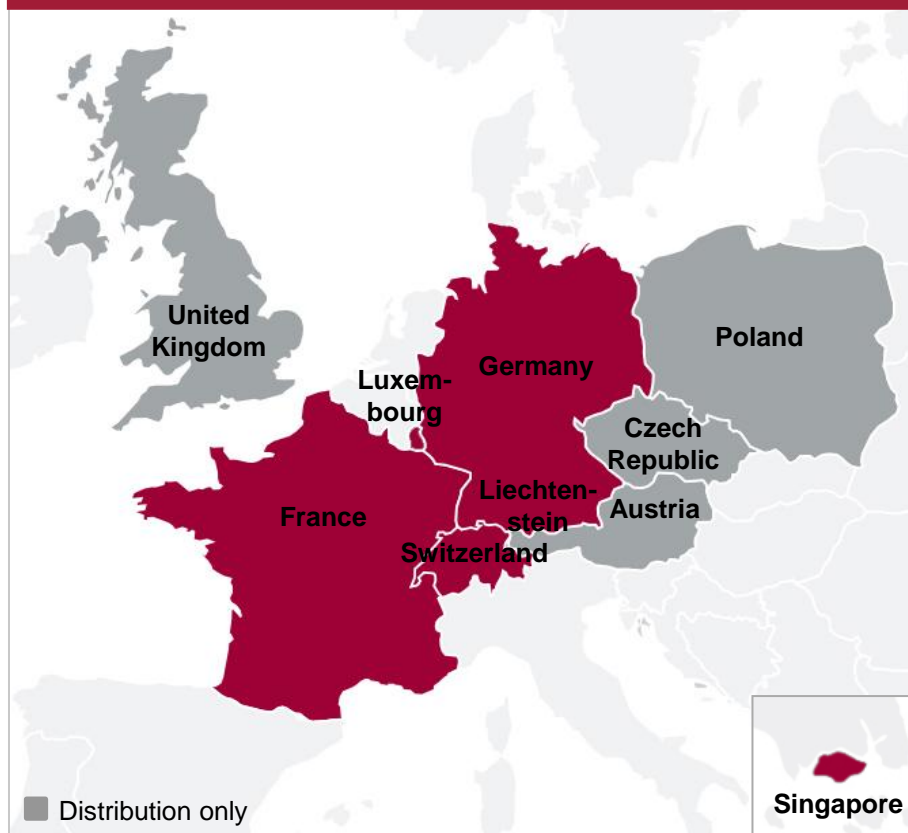 United
Kingdom
Poland
Germany
Luxem-
bourg
Czech
Republic
Liechten-
stein
Austria
France
Switzerland
Distribution only
Singapore